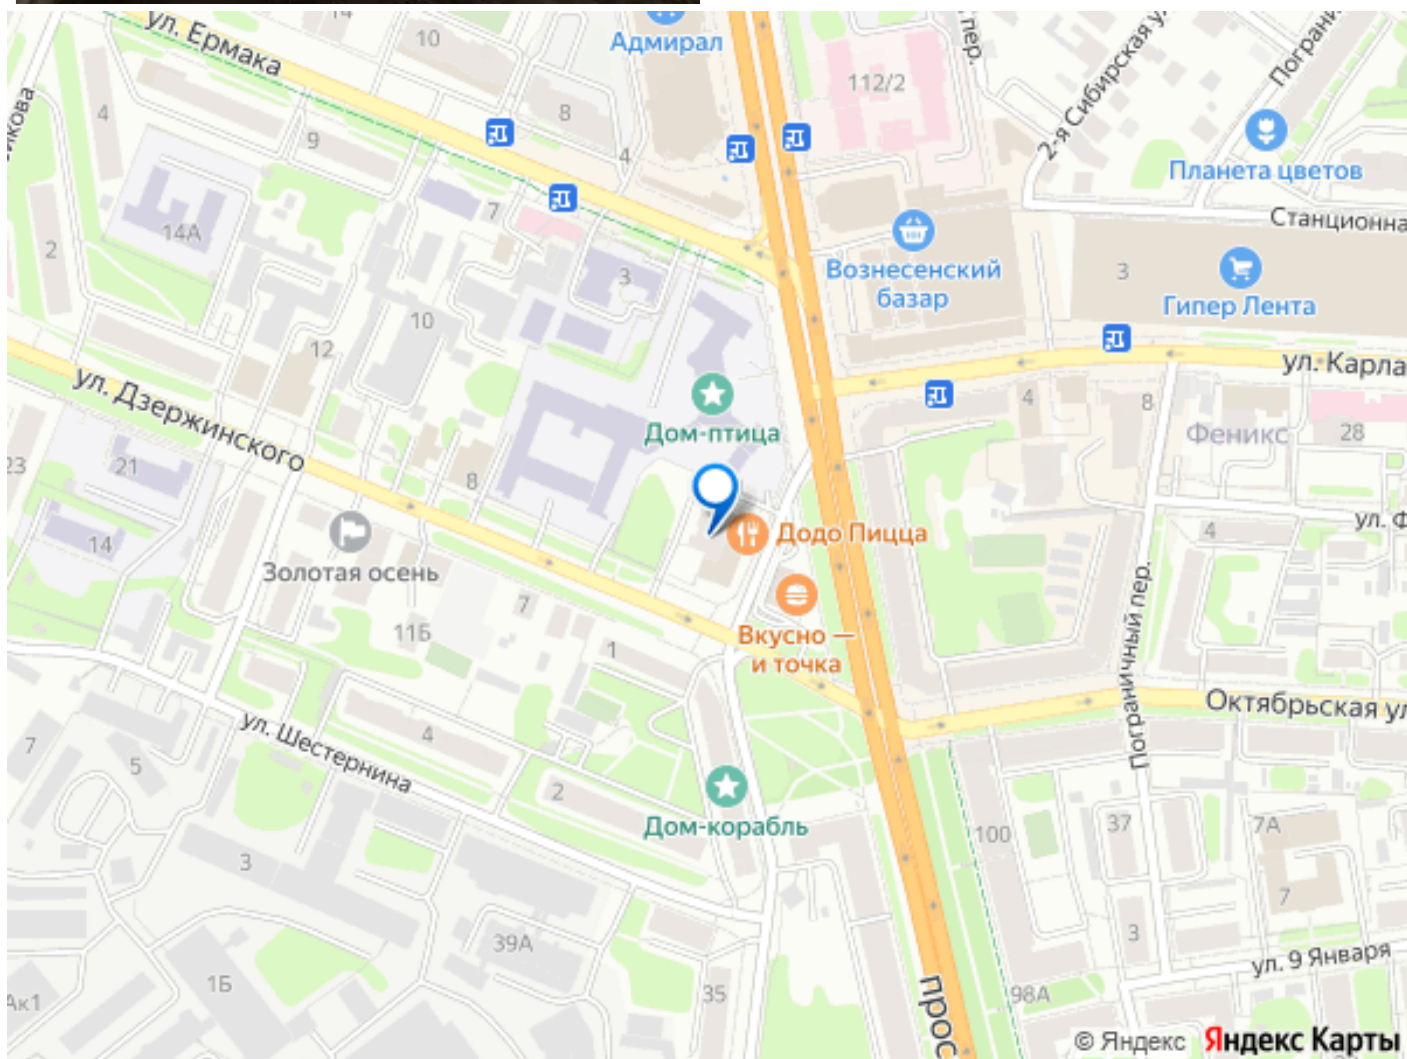 14
ул. Ермака
10
Адмирал
пер.
112/2
2-я Сибирская
4
9
8
4
Планета цветов
Станционна
14А
7
2
3
Вознесенский
базар
3
Гипер Лента
10
12
ул. Карла
ул. Дзержинского
Дом-птица
4
8
Феникс
28
23
21
8
14
Додо Пицца
4
ул. Ф
Золотая осень
7
11Б
Вкусно —
и точка
1
Пограничный пер.
Октябрьская ул
ул. Шестернина
4
7
5
2
Дом-корабль
100
37
7А
3
7
39А
3
ул. 9 Января
1Б
35
98А
Ак1
прос
© Яндекс Яндекс Карты